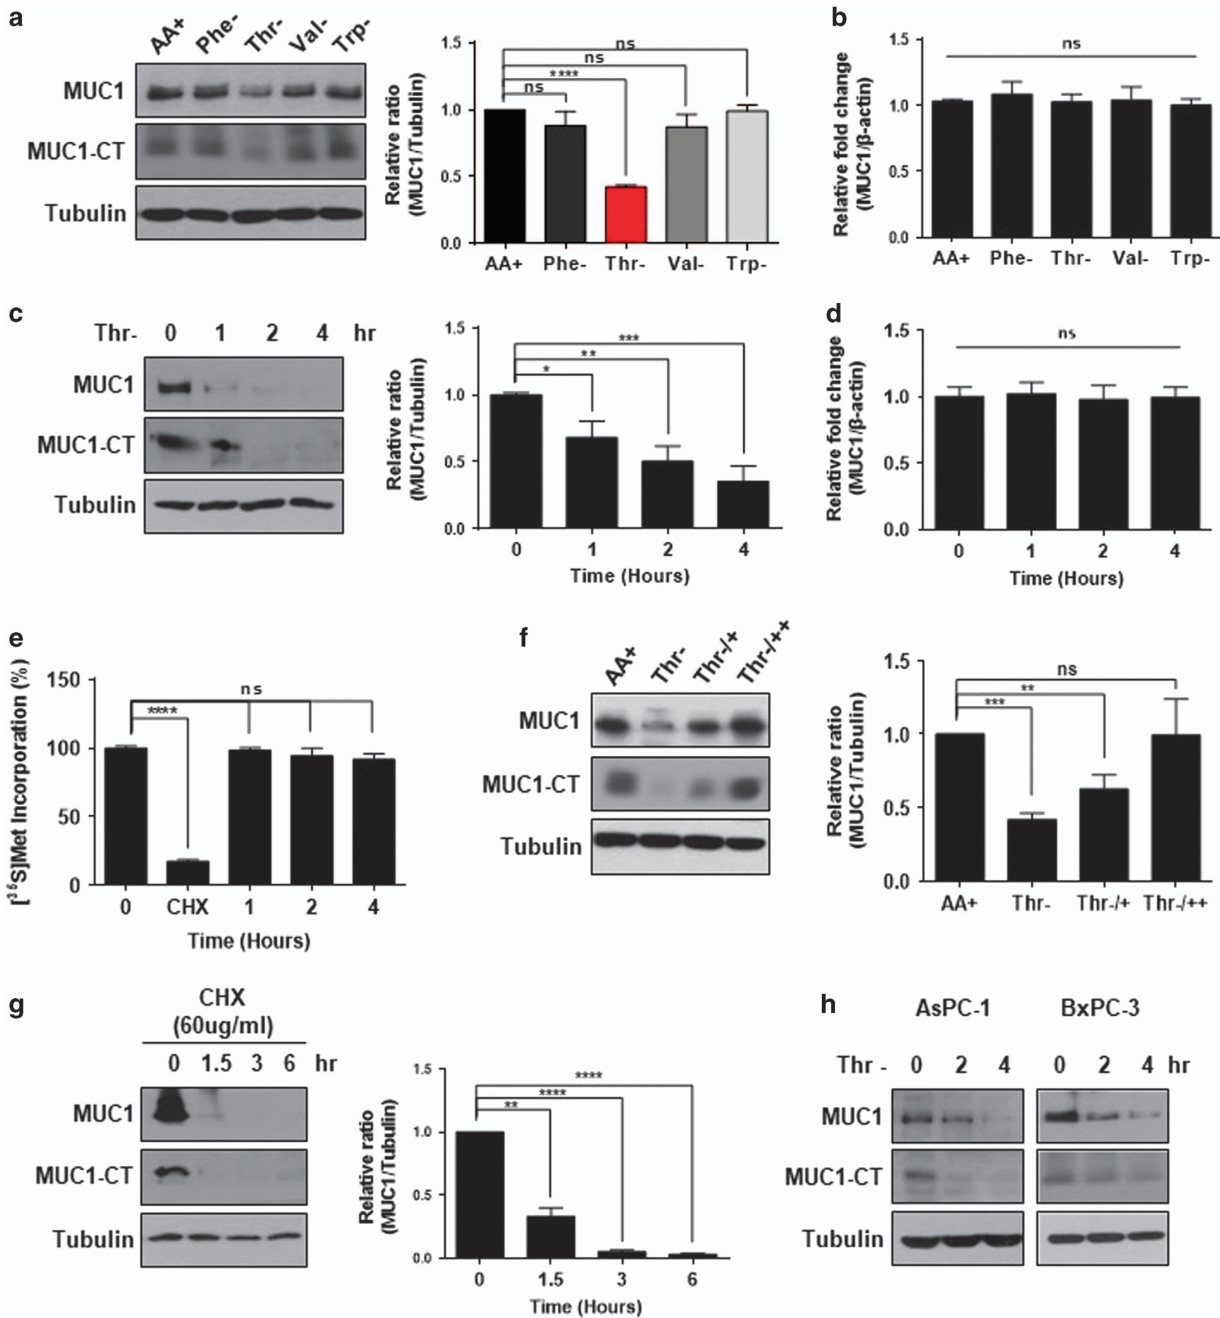 a
AA+ Phe- Thr- Val- Trp-
MUC1
MUC1-CT
Tubulin
Relative ratio
(MUC1/Tubulin)
1.5
1.0
0.5
0.0
ns
ns
****
ns
AA+ Phe- Thr- Val- Trp-
b
Relative fold change
(MUC1/β-actin)
1.5
1.0
0.5
0.0
ns
AA+ Phe- Thr- Val- Trp-
c
Thr- 0 1 2 4 hr
MUC1
MUC1-CT
Tubulin
Relative ratio
(MUC1/Tubulin)
1.5
1.0
0.5
0.0
***
**
*
0 1 2 4
Time (Hours)
d
Relative fold change
(MUC1/β-actin)
1.5
1.0
0.5
0.0
ns
0 1 2 4
Time (Hours)
e
[³⁵S]Met Incorporation (%)
150
100
50
0
ns
****
0 CHX 1 2 4
Time (Hours)
f
AA+ Thr- Thr-/+ Thr-/++
MUC1
MUC1-CT
Tubulin
Relative ratio
(MUC1/Tubulin)
1.5
1.0
0.5
0.0
ns
**
***
AA+ Thr- Thr-/+ Thr-/++
g
CHX
(60ug/ml)
0 1.5 3 6 hr
MUC1
MUC1-CT
Tubulin
Relative ratio
(MUC1/Tubulin)
1.5
1.0
0.5
0.0
****
****
**
0 1.5 3 6
Time (Hours)
h
AsPC-1 BxPC-3
Thr - 0 2 4 0 2 4 hr
MUC1
MUC1-CT
Tubulin